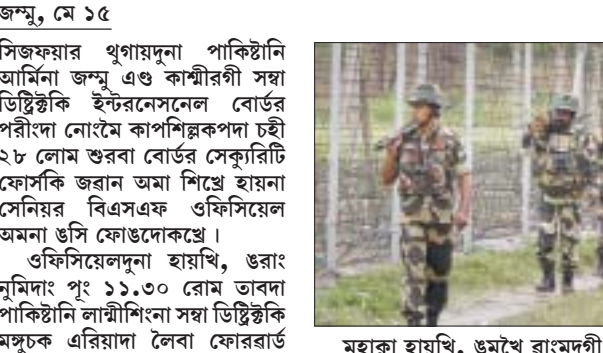 জম্মু, মে ১৫
সিজফয়ার থুগায়দুনা পাকিষ্টানি
আর্মিনা জম্মু এণ্ড কাশ্মীরগী সম্বা
ডিষ্ট্রিক্টকি ইন্টরনেসনেল বোর্ডর
পরীংদা নোংমৈ কাপশিল্লকপদা চহী
২৮ লোম শুরবা বোর্ডর সেক্যুরিটি
ফোর্সকি জৱান অমা শিখ্রে হায়না
সেনিয়র বিএসএফ ওফিসিয়েল
অমনা ঙসি ফোঙদোকখ্রে ।
ওফিসিয়েলদুনা হায়খি, ঙরাং
নুমিদাং পূং ১১.৩০ রোম তাবদা
পাকিষ্টানি লান্মীশিংনা সম্বা ডিষ্ট্রিক্টকি
মঙ্গুচক এরিয়াদা লৈবা ফোরৱার্ড
মহাক্না হায়খি, ঙমখৈ ৱাংমদগী